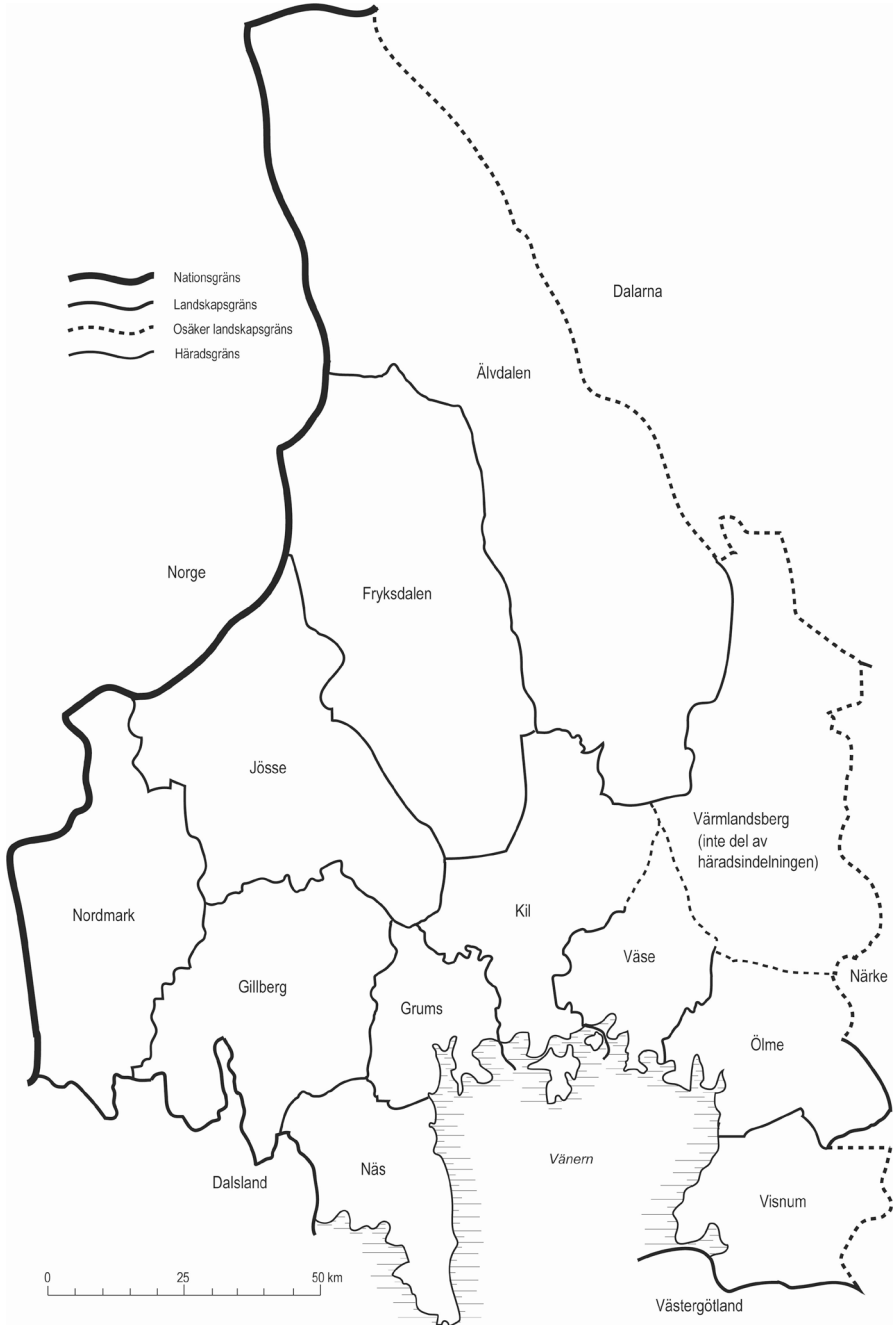 Nationsgräns
Landskapsgräns
Osäker landskapsgräns
Häradsgräns
Dalarna
Älvdalen
Norge
Fryksdalen
Jösse
Värmlandsberg
(inte del av
häradsindelningen)
Nordmark
Kil
Väse
Närke
Gillberg
Grums
Ölme
Vänern
Näs
Dalsland
Visnum
0 25 50 km
Västergötland